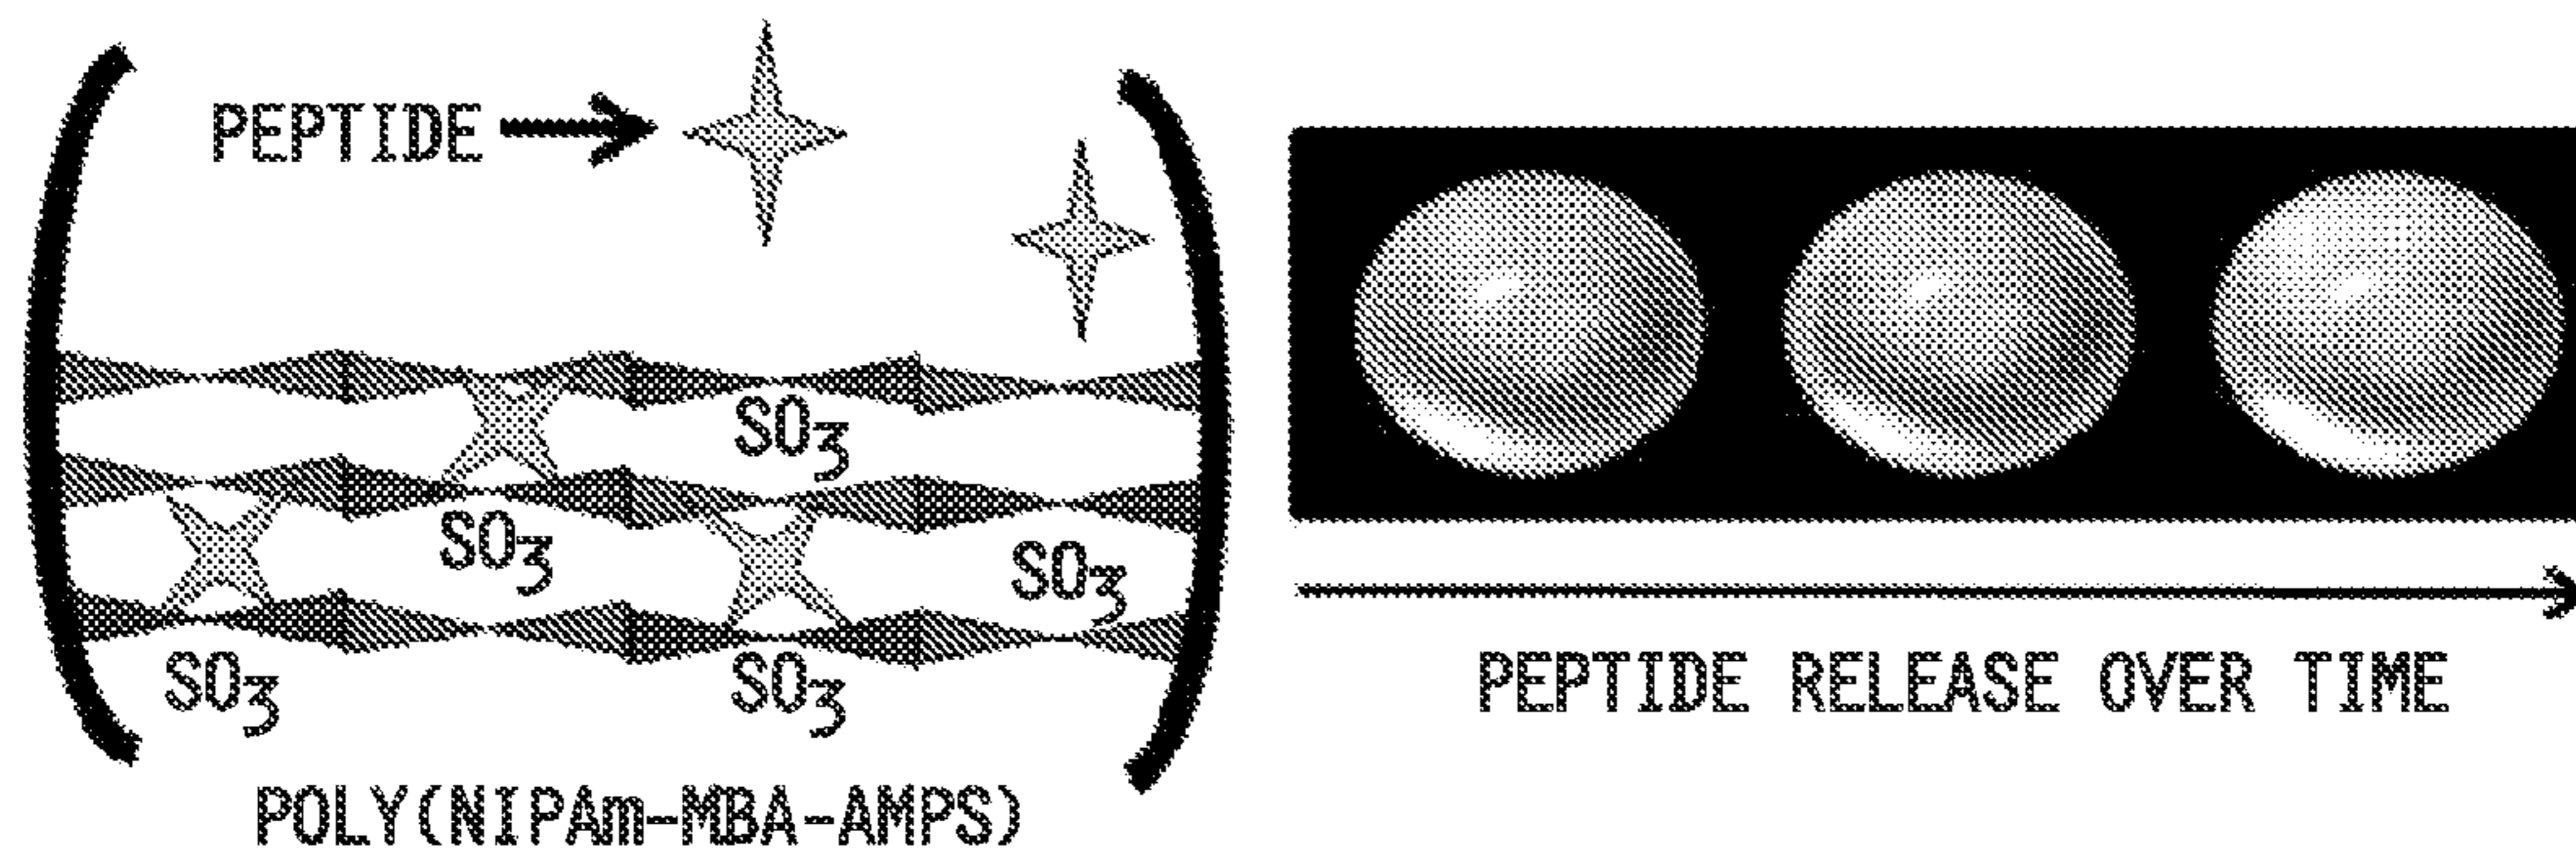 PEPTIDE
SO3
SO3
SO3
SO3
SO3
POLY(NIPAm-MBA-AMPS)
PEPTIDE RELEASE OVER TIME